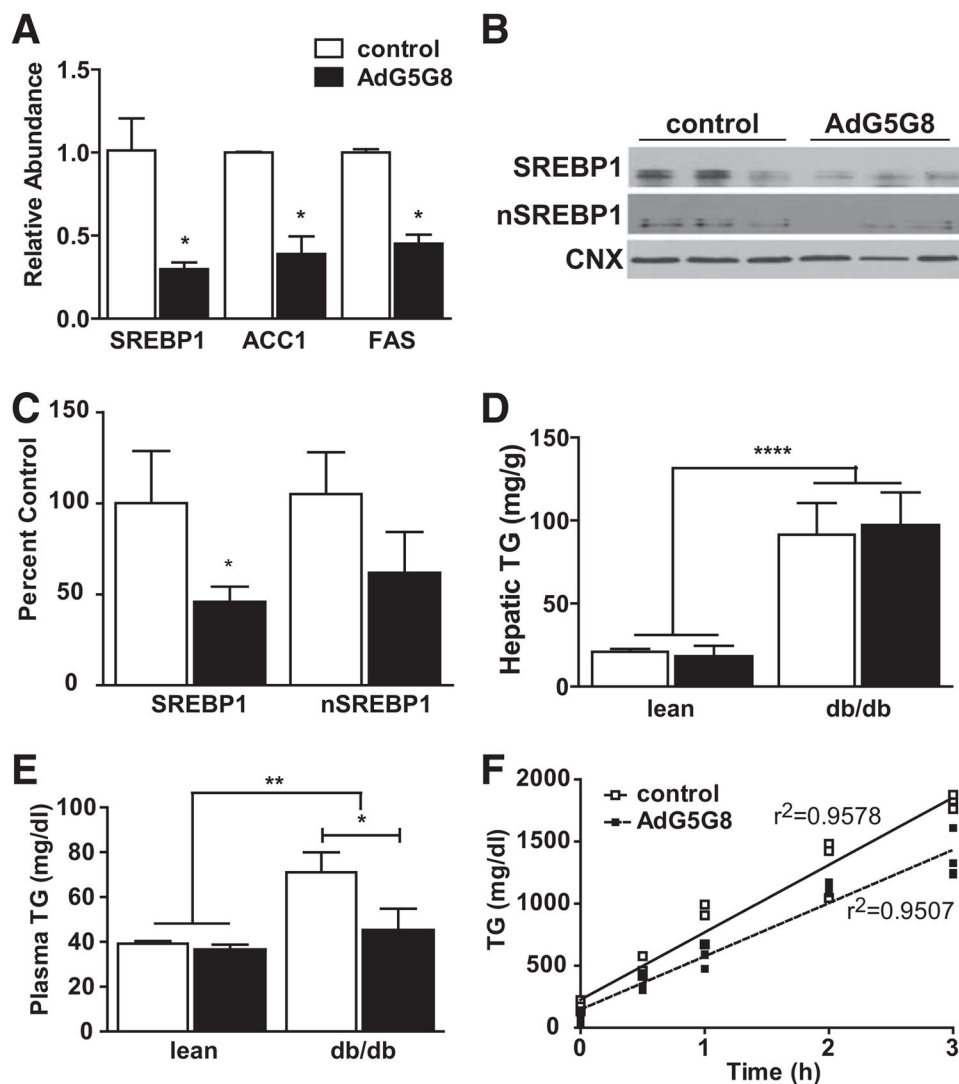 A
control
AdG5G8
Relative Abundance
1.5
1.0
0.5
0.0
*
*
*
SREBP1 ACC1 FAS
B
control AdG5G8
SREBP1
nSREBP1
CNX
C
Percent Control
150
100
50
0
*
SREBP1 nSREBP1
D
Hepatic TG (mg/g)
150
100
50
0
****
lean db/db
E
Plasma TG (mg/dl)
100
80
60
40
20
0
**
*
lean db/db
F
TG (mg/dl)
2000
1500
1000
500
0
control
AdG5G8
r2=0.9578
r2=0.9507
0 1 2 3
Time (h)